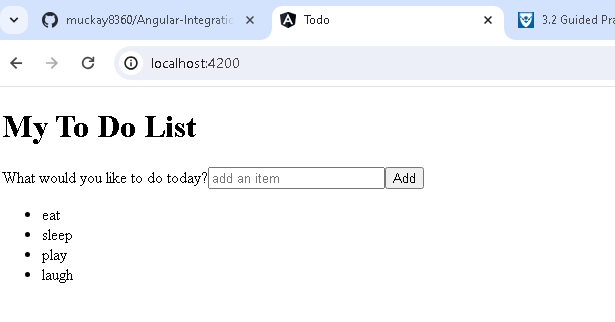 muckay8360/Angular-Integratic
Todo
3.2 Guided Pra
localhost:4200
My To Do List
What would you like to do today? add an item Add
eat
sleep
play
laugh